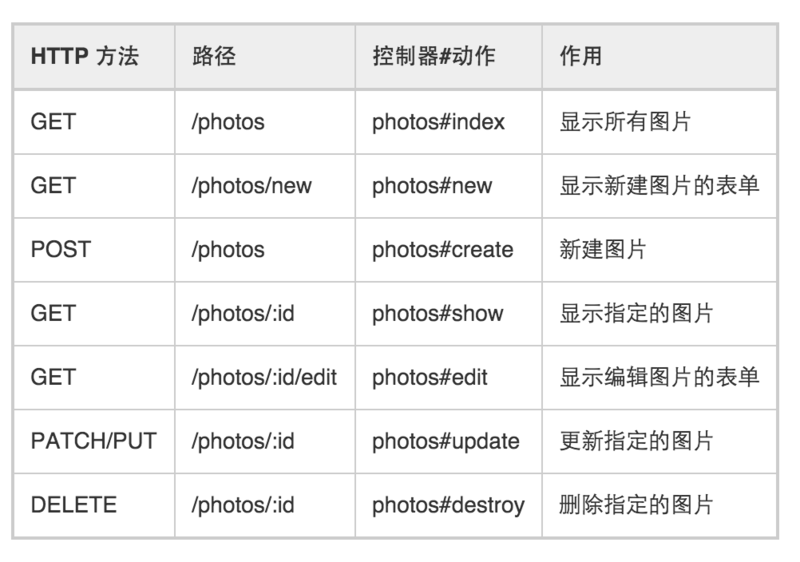 HTTP 方法 路径 控制器#动作 作用
GET /photos photos#index 显示所有图片
GET /photos/new photos#new 显示新建图片的表单
POST /photos photos#create 新建图片
GET /photos/:id photos#show 显示指定的图片
GET /photos/:id/edit photos#edit 显示编辑图片的表单
PATCH/PUT /photos/:id photos#update 更新指定的图片
DELETE /photos/:id photos#destroy 删除指定的图片